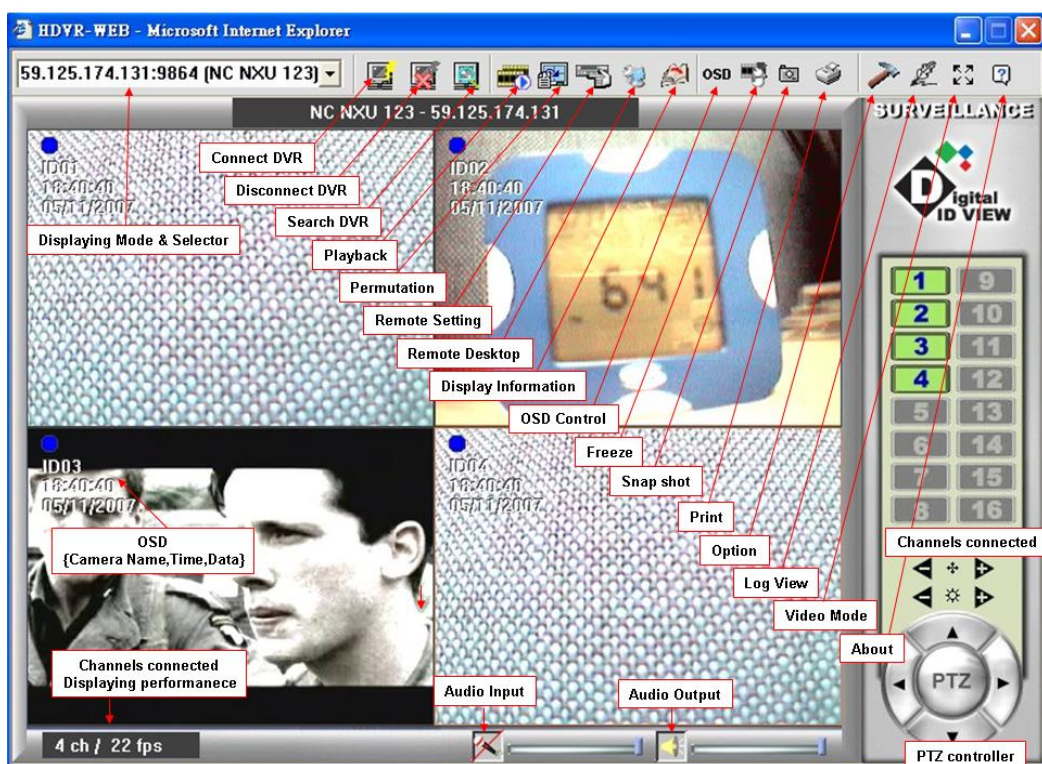 HDVR-WEB - Microsoft Internet Explorer
59.125.174.131:9864 (NC NXU 123)
OSD
NC NXU 123 - 59.125.174.131
SURVEILLANCE
Digital
ID VIEW
ID01
18:40:40
05/11/2007
ID02
18:40:40
05/11/2007
641
Connect DVR
Disconnect DVR
Search DVR
Displaying Mode & Selector
Playback
Permutation
Remote Setting
Remote Desktop
Display Information
OSD Control
Freeze
Snap shot
Print
Option
Log View
Video Mode
About
1 9
2 10
3 11
4 12
5 13
6 14
7 15
8 16
Channels connected
ID03
18:40:40
05/11/2007
OSD
{Camera Name,Time,Data}
ID04
18:40:40
05/11/2007
Channels connected
Displaying performanece
Audio Input
Audio Output
PTZ
4 ch / 22 fps
PTZ controller